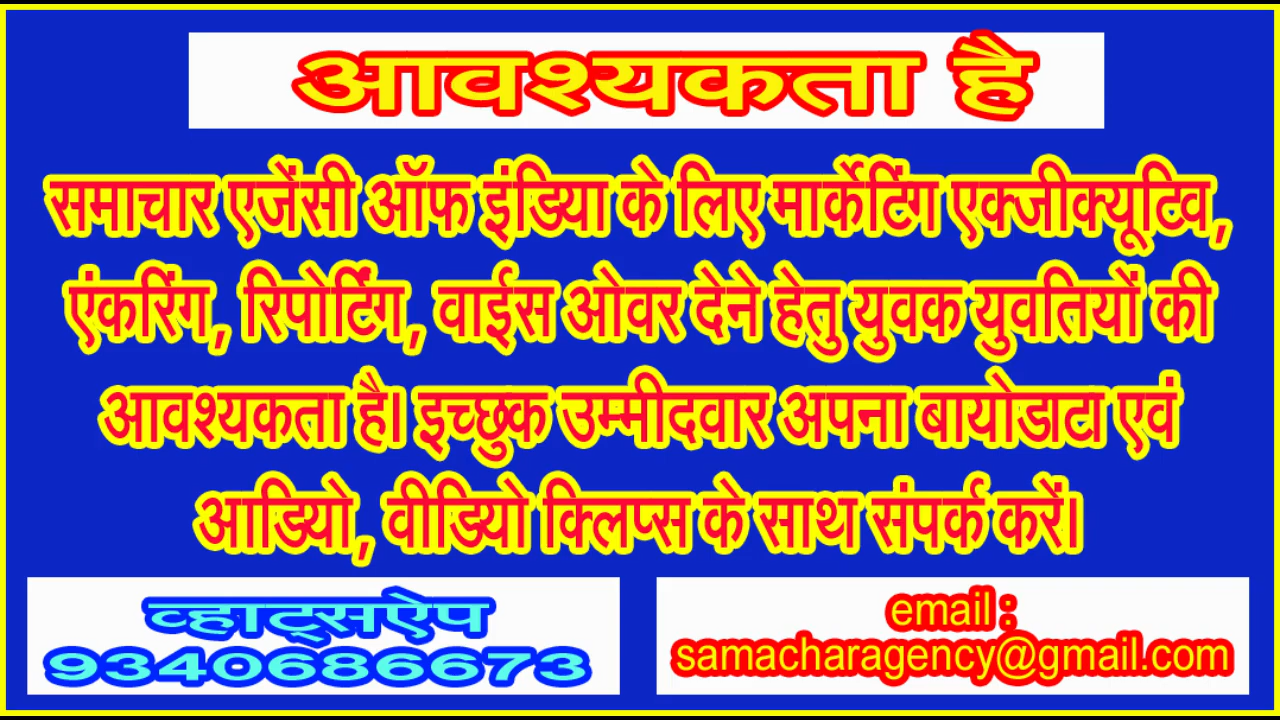 आवश्यकता है
समाचार एजेंसी ऑफ इंडिया के लिए मार्केटिंग एक्जीक्यूटिव,
एंकरिंग, रिपोर्टिंग, वाईस ओवर देने हेतु युवक युवतियों की
आवश्यकता है। इच्छुक उम्मीदवार अपना बायोडाटा एवं
आडियो, वीडियो क्लिप्स के साथ संपर्क करें।
व्हाट्सऐप
9340686673
email :
samacharagency@gmail.com